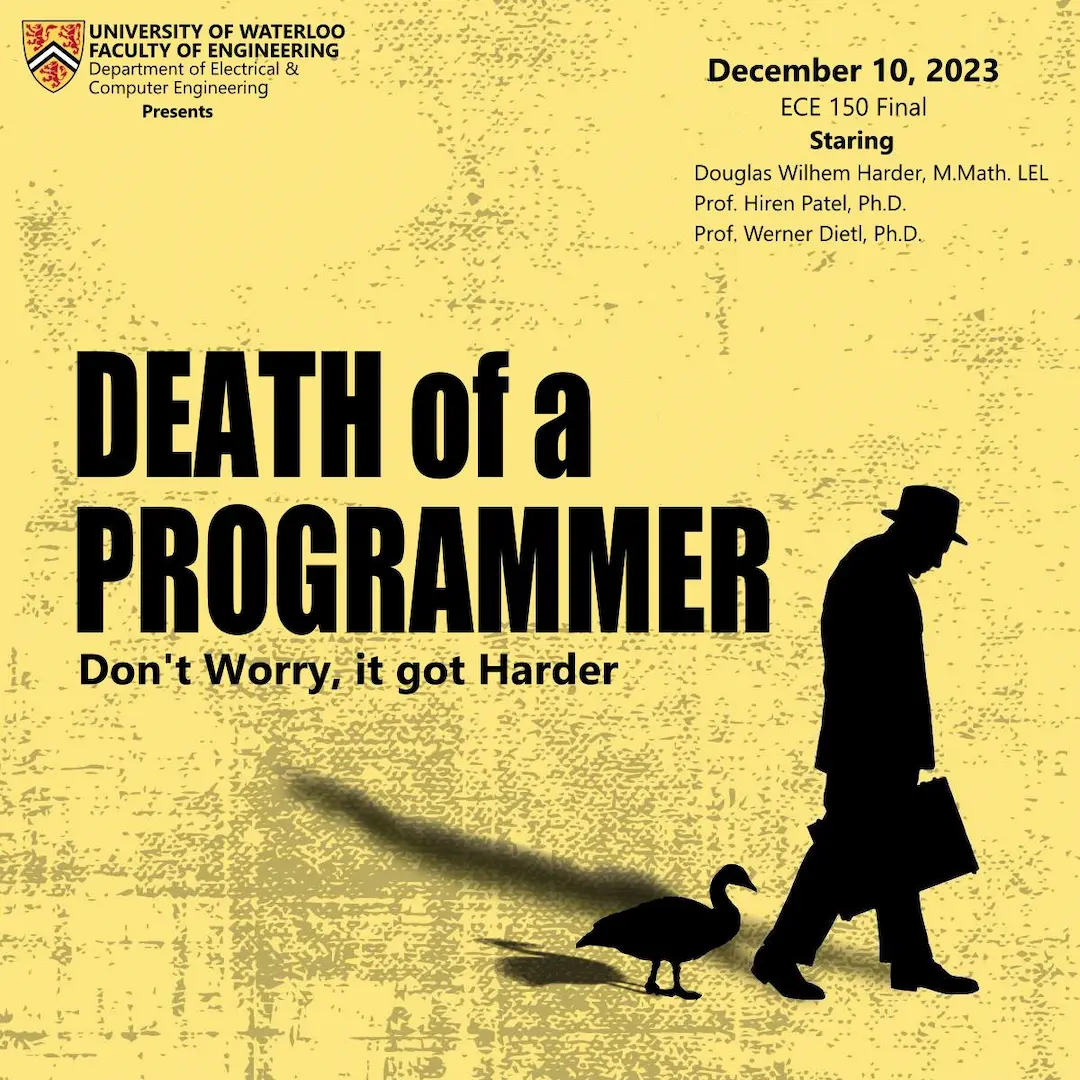 UNIVERSITY OF WATERLOO
FACULTY OF ENGINEERING
Department of Electrical &
Computer Engineering
Presents
December 10, 2023
ECE 150 Final
Staring
Douglas Wilhem Harder, M.Math. LEL
Prof. Hiren Patel, Ph.D.
Prof. Werner Dietl, Ph.D.
DEATH of a
PROGRAMMER
Don't Worry, it got Harder